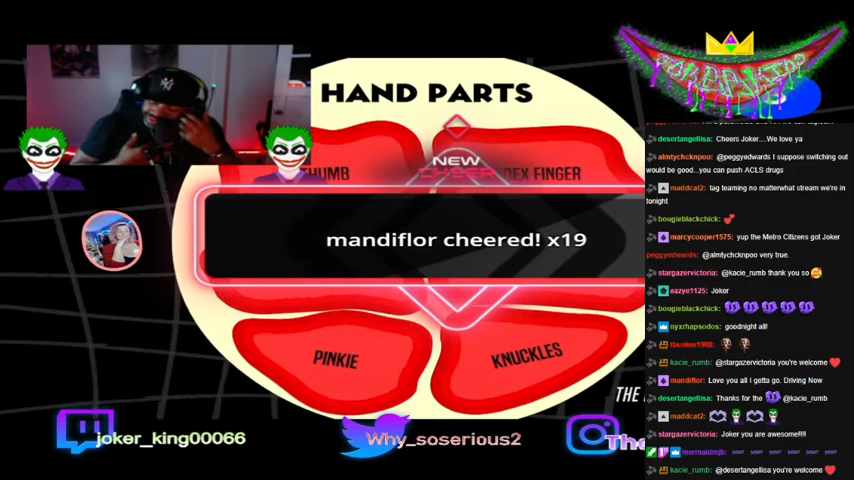 HAND PARTS
THUMB
INDEX FINGER
NEW
CHEER
mandiflor cheered! x19
PINKIE
KNUCKLES
THE
joker_king00066
Why_soserious2
The
desertangellisa: Cheers Joker....We love ya
almtychcknpoo: @peggyedwards I suppose switching out
would be good...you can push ACLS drugs
maddcat2: tag teaming no matterwhat stream we're in
tonight
bougieblackchick:
marcycooper1575: yup the Metro Citizens got Joker
peggyedwards: @almtychcknpoo very true.
stargazervictoria: @kacie_rumb thank you so
eazye1125: Joker
bougieblackchick:
nyxrhapsodos: goodnight all!
lbunker1988:
kacie_rumb: @stargazervictoria you're welcome
mandiflor: Love you all I gotta go. Driving Now
desertangellisa: Thanks for the @kacie_rumb
maddcat2:
stargazervictoria: Joker you are awesome!!!!
mermaidmjb:
kacie_rumb: @desertangellisa you're welcome